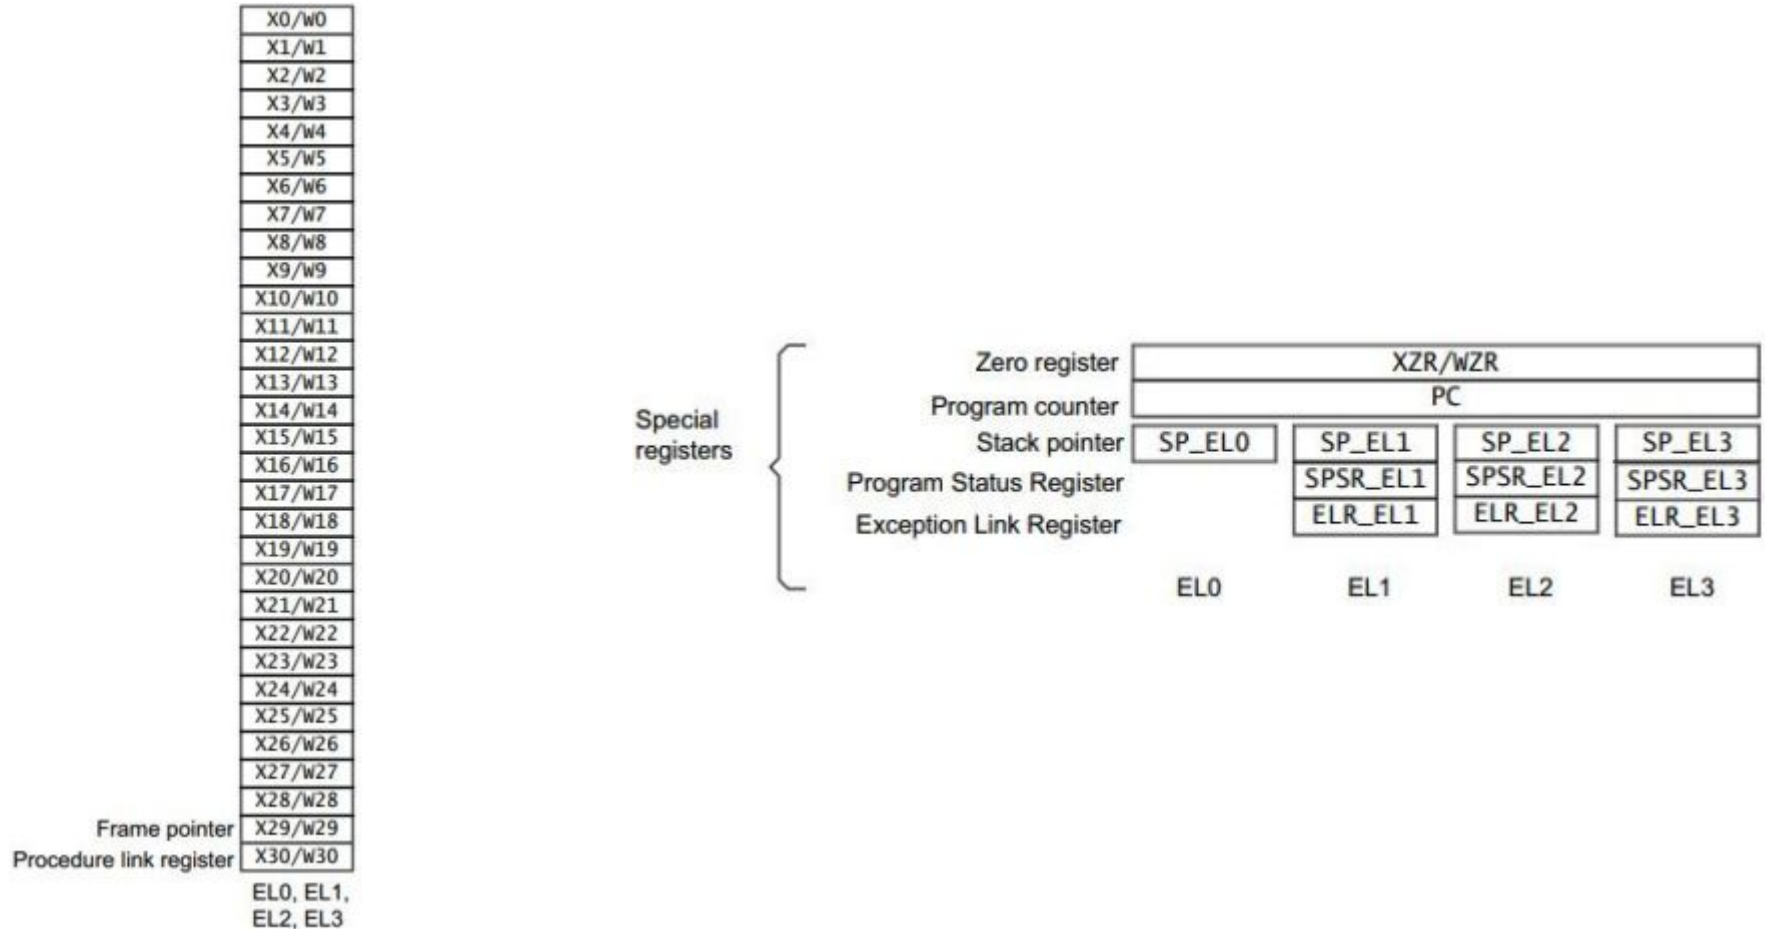 X0/W0
X1/W1
X2/W2
X3/W3
X4/W4
X5/W5
X6/W6
X7/W7
X8/W8
X9/W9
X10/W10
X11/W11
X12/W12
X13/W13
X14/W14
X15/W15
X16/W16
X17/W17
X18/W18
X19/W19
X20/W20
X21/W21
X22/W22
X23/W23
X24/W24
X25/W25
X26/W26
X27/W27
X28/W28
Frame pointer X29/W29
Procedure link register X30/W30
EL0, EL1,
EL2, EL3
Special
registers
Zero register XZR/WZR
Program counter PC
Stack pointer SP_EL0 SP_EL1 SP_EL2 SP_EL3
Program Status Register SPSR_EL1 SPSR_EL2 SPSR_EL3
Exception Link Register ELR_EL1 ELR_EL2 ELR_EL3
EL0 EL1 EL2 EL3